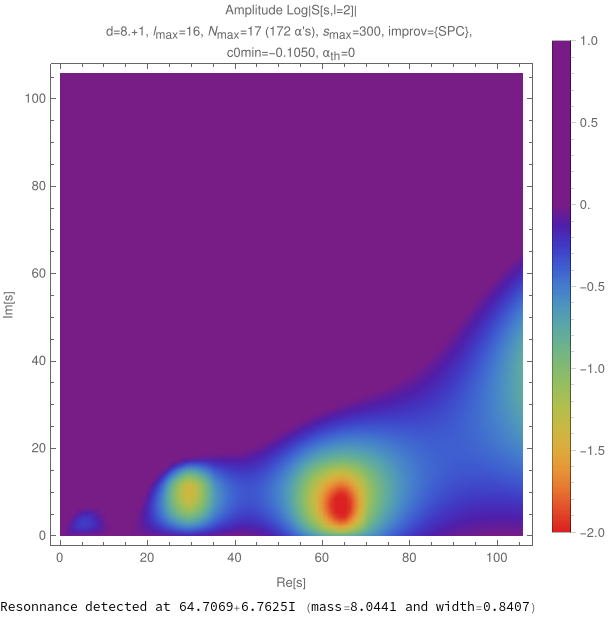 Amplitude Log|S[s,l=2]|
d=8.+1, lmax=16, Nmax=17 (172 α's), smax=300, improv={SPC},
c0min=−0.1050, αth=0
100
80
60
40
20
0
Im[s]
0 20 40 60 80 100
Re[s]
1.0
0.5
0.
−0.5
−1.0
−1.5
−2.0
Resonnance detected at 64.7069+6.7625I (mass=8.0441 and width=0.8407)